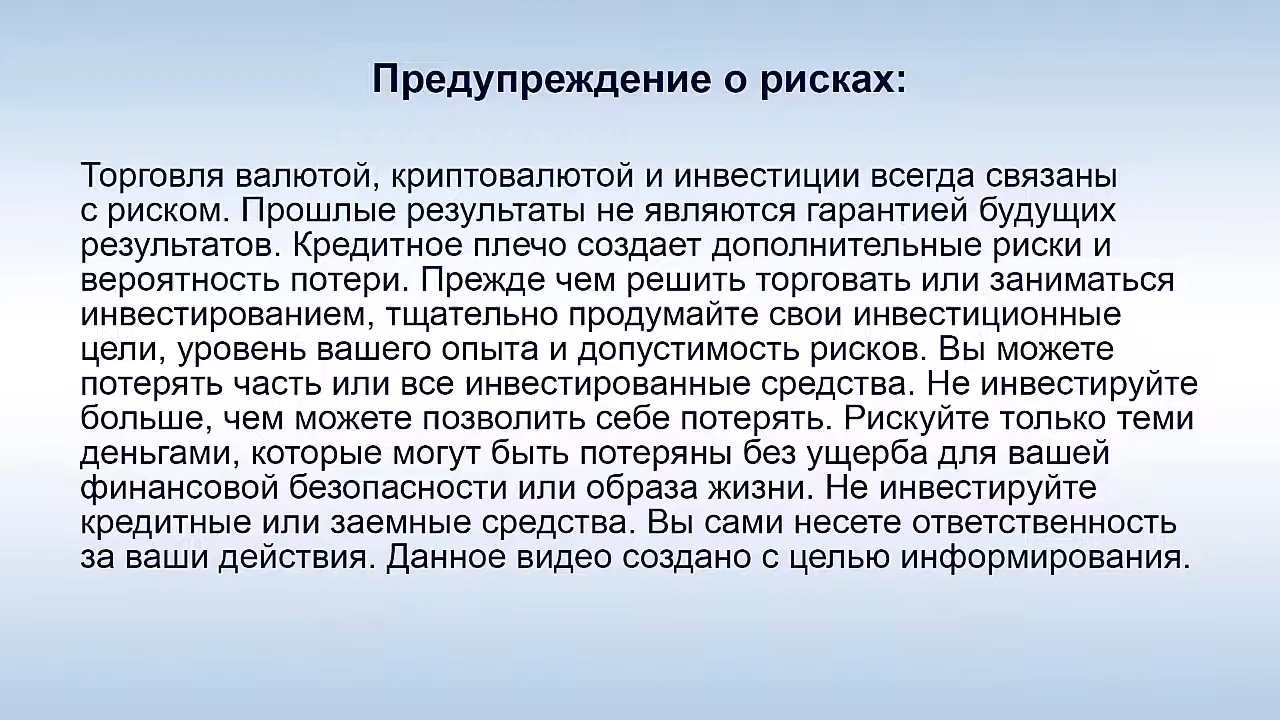 Предупреждение о рисках:
Торговля валютой, криптовалютой и инвестиции всегда связаны
с риском. Прошлые результаты не являются гарантией будущих
результатов. Кредитное плечо создает дополнительные риски и
вероятность потери. Прежде чем решить торговать или заниматься
инвестированием, тщательно продумайте свои инвестиционные
цели, уровень вашего опыта и допустимость рисков. Вы можете
потерять часть или все инвестированные средства. Не инвестируйте
больше, чем можете позволить себе потерять. Рискуйте только теми
деньгами, которые могут быть потеряны без ущерба для вашей
финансовой безопасности или образа жизни. Не инвестируйте
кредитные или заемные средства. Вы сами несете ответственность
за ваши действия. Данное видео создано с целью информирования.